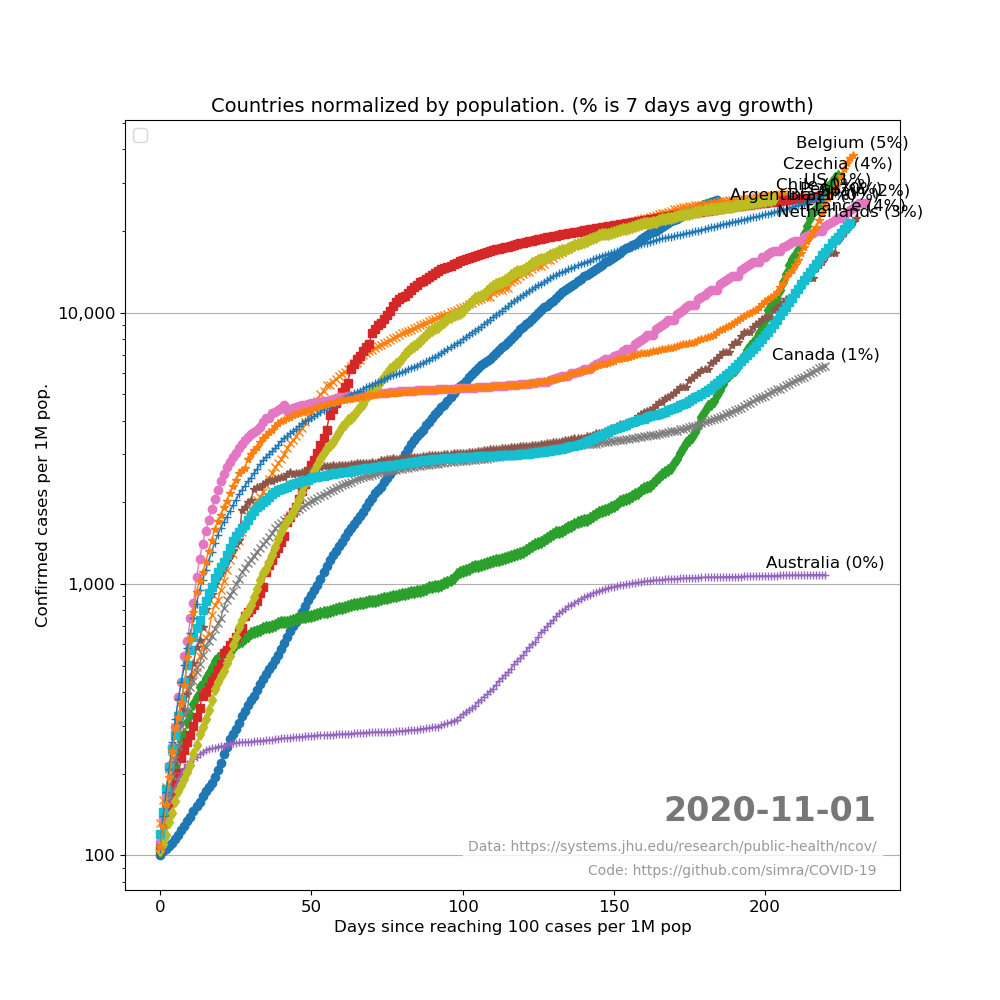 Countries normalized by population. (% is 7 days avg growth)
Belgium (5%)
Czechia (4%)
US (1%)
Chile
Argentina
(2%)
France (4%)
Netherlands (3%)
Canada (1%)
Australia (0%)
10,000
1,000
100
Confirmed cases per 1M pop.
2020-11-01
Data: https://systems.jhu.edu/research/public-health/ncov/
Code: https://github.com/simra/COVID-19
0 50 100 150 200
Days since reaching 100 cases per 1M pop